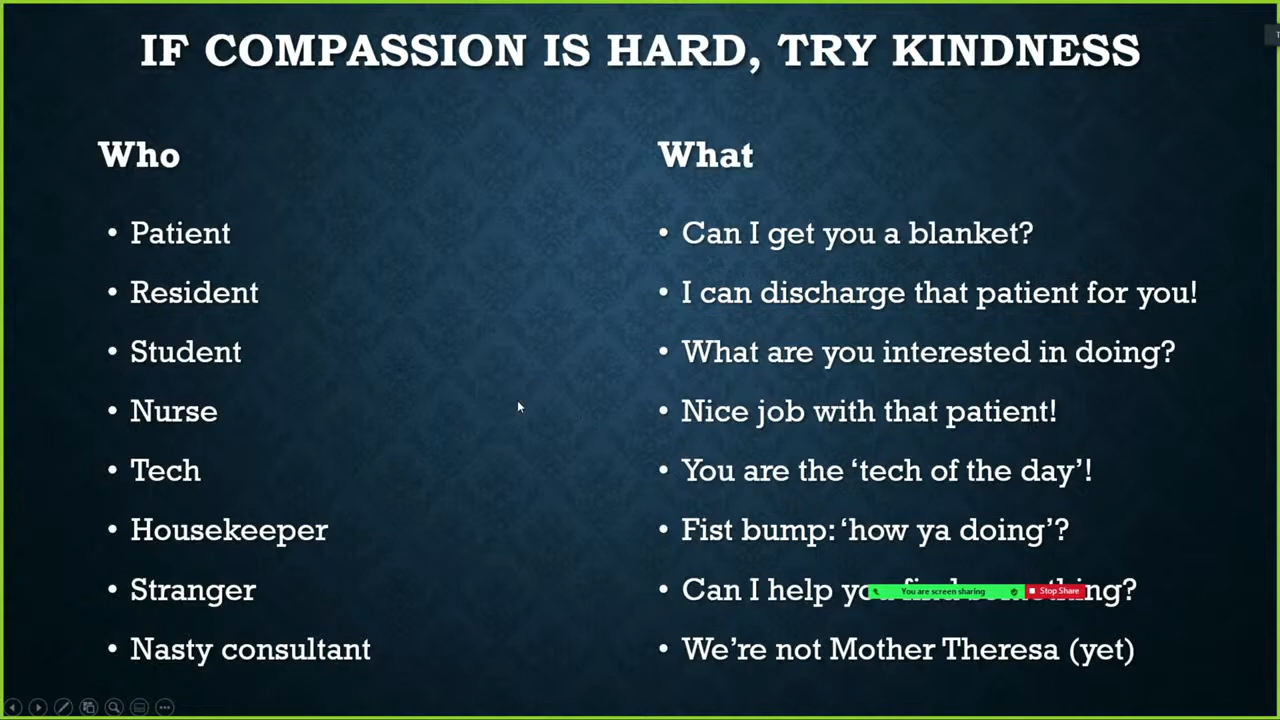 IF COMPASSION IS HARD, TRY KINDNESS
Who
• Patient
• Resident
• Student
• Nurse
• Tech
• Housekeeper
• Stranger
• Nasty consultant
What
• Can I get you a blanket?
• I can discharge that patient for you!
• What are you interested in doing?
• Nice job with that patient!
• You are the ‘tech of the day’!
• Fist bump: ‘how ya doing’?
• Can I help you find something?
You are screen sharing
Stop Share
• We’re not Mother Theresa (yet)